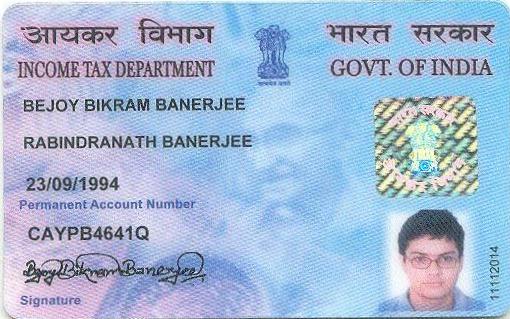 आयकर विभाग
INCOME TAX DEPARTMENT
भारत सरकार
GOVT. OF INDIA
BEJOY BIKRAM BANERJEE
RABINDRANATH BANERJEE
23/09/1994
Permanent Account Number
CAYPB4641Q
Bejoy Bikram Banerjee
Signature
11112014